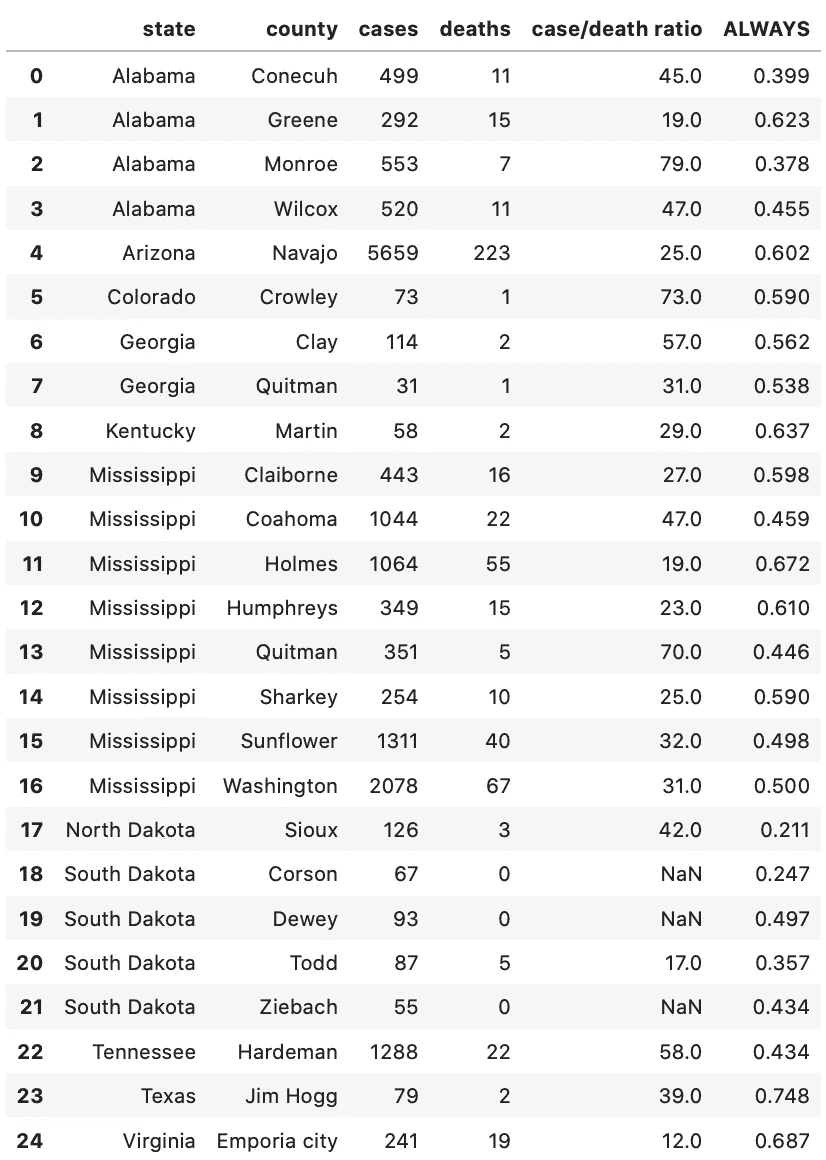 state county cases deaths case/death ratio ALWAYS
0 Alabama Conecuh 499 11 45.0 0.399
1 Alabama Greene 292 15 19.0 0.623
2 Alabama Monroe 553 7 79.0 0.378
3 Alabama Wilcox 520 11 47.0 0.455
4 Arizona Navajo 5659 223 25.0 0.602
5 Colorado Crowley 73 1 73.0 0.590
6 Georgia Clay 114 2 57.0 0.562
7 Georgia Quitman 31 1 31.0 0.538
8 Kentucky Martin 58 2 29.0 0.637
9 Mississippi Claiborne 443 16 27.0 0.598
10 Mississippi Coahoma 1044 22 47.0 0.459
11 Mississippi Holmes 1064 55 19.0 0.672
12 Mississippi Humphreys 349 15 23.0 0.610
13 Mississippi Quitman 351 5 70.0 0.446
14 Mississippi Sharkey 254 10 25.0 0.590
15 Mississippi Sunflower 1311 40 32.0 0.498
16 Mississippi Washington 2078 67 31.0 0.500
17 North Dakota Sioux 126 3 42.0 0.211
18 South Dakota Corson 67 0 NaN 0.247
19 South Dakota Dewey 93 0 NaN 0.497
20 South Dakota Todd 87 5 17.0 0.357
21 South Dakota Ziebach 55 0 NaN 0.434
22 Tennessee Hardeman 1288 22 58.0 0.434
23 Texas Jim Hogg 79 2 39.0 0.748
24 Virginia Emporia city 241 19 12.0 0.687